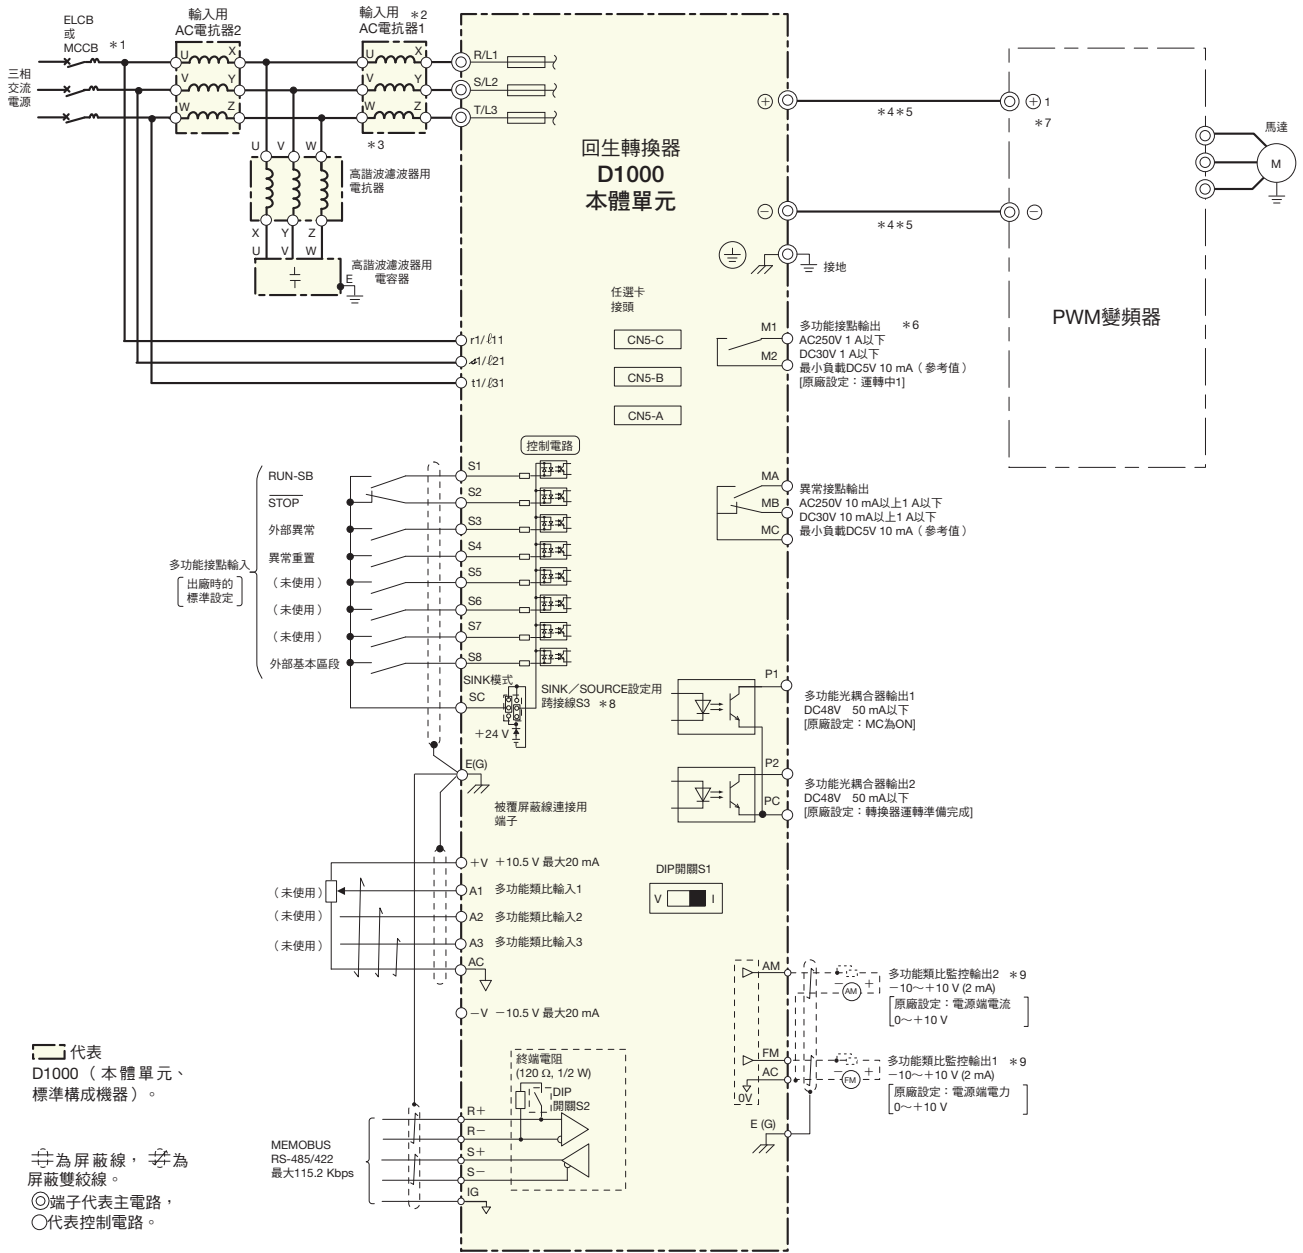 ELCB
或
MCCB
＊1
三相
交流
電源
輸入用
AC電抗器2
輸入用 ＊2
AC電抗器1
U X
V Y
W Z
U X
V Y
W Z
＊3
R/L1
S/L2
T/L3
U V W
高諧波濾波器用
電抗器
X Y Z
U V W
高諧波濾波器用
電容器
E
回生轉換器
D1000
本體單元
＊4＊5
＊4＊5
＋1
＊7
－
＋
－
馬達
M
PWM變頻器
接地
任選卡
接頭
CN5-C
CN5-B
CN5-A
r1/ℓ11
1/ℓ21
t1/ℓ31
M1
M2
多功能接點輸出 ＊6
AC250V 1 A以下
DC30V 1 A以下
最小負載DC5V 10 mA（參考值）
[原廠設定：運轉中1]
控制電路
多功能接點輸入
出廠時的
標準設定
RUN-SB
STOP
外部異常
異常重置
（未使用）
（未使用）
（未使用）
外部基本區段
S1
S2
S3
S4
S5
S6
S7
S8
SINK模式
SC
＋24 V
SINK／SOURCE設定用
跨接線S3 ＊8
MA
MB
MC
異常接點輸出
AC250V 10 mA以上1 A以下
DC30V 10 mA以上1 A以下
最小負載DC5V 10 mA（參考值）
P1
多功能光耦合器輸出1
DC48V 50 mA以下
[原廠設定：MC為ON]
P2
PC
多功能光耦合器輸出2
DC48V 50 mA以下
[原廠設定：轉換器運轉準備完成]
E(G)
被覆屏蔽線連接用
端子
DIP開關S1
V I
（未使用）
（未使用）
（未使用）
＋V ＋10.5 V 最大20 mA
A1 多功能類比輸入1
A2 多功能類比輸入2
A3 多功能類比輸入3
AC
－V －10.5 V 最大20 mA
AM
－ AM ＋
多功能類比監控輸出2 ＊9
－10～＋10 V (2 mA)
原廠設定：電源端電流
0～＋10 V
FM
AC
0V
－ FM ＋
多功能類比監控輸出1 ＊9
－10～＋10 V (2 mA)
原廠設定：電源端電力
0～＋10 V
E (G)
終端電阻
(120 Ω, 1/2 W)
DIP
開關S2
MEMOBUS
RS-485/422
最大115.2 Kbps
R＋
R－
S＋
S－
IG
代表
D1000（本體單元、
標準構成機器）。
為屏蔽線，為
屏蔽雙絞線。
◎端子代表主電路，
○代表控制電路。